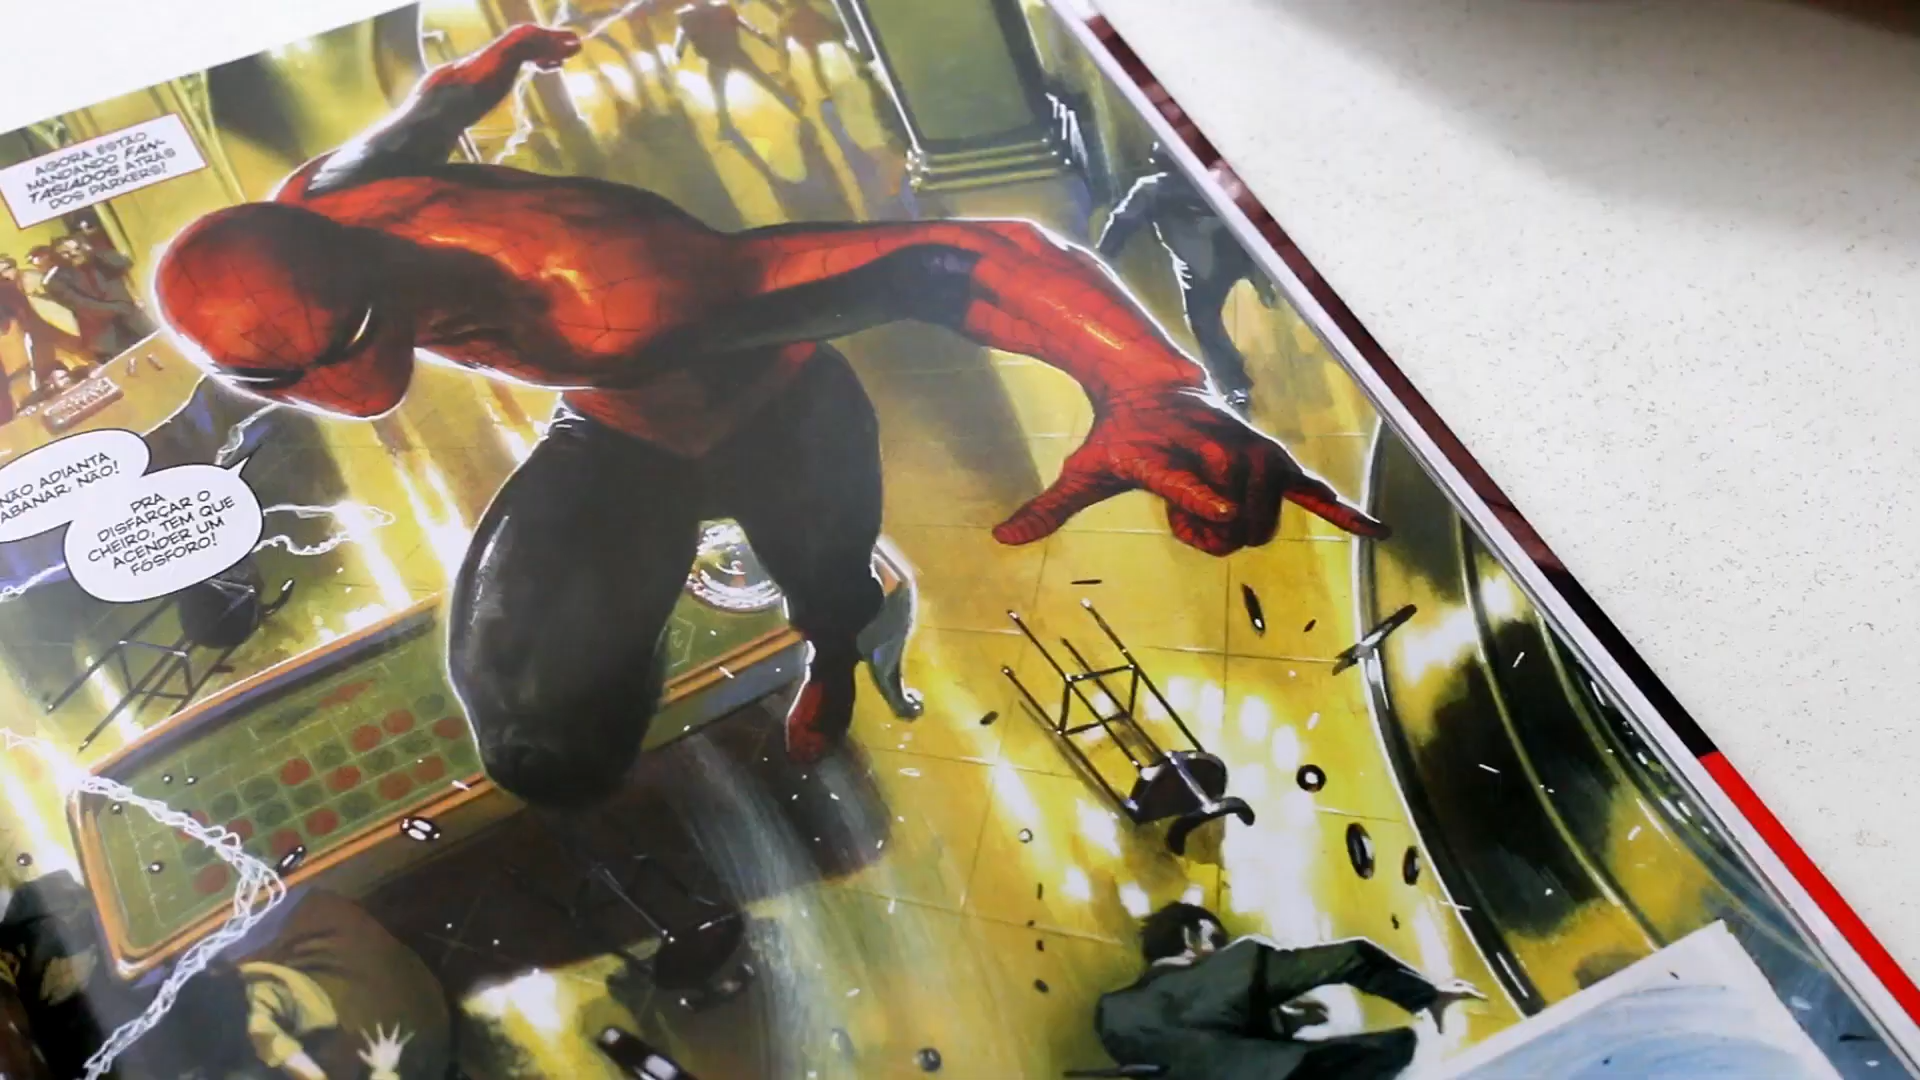 AGORA ESTÃO
MANDANDO FAN-
TASIADOS ATRÁS
DOS PARKERS!
NÃO ADIANTA
ABANAR, NÃO!
PRA
DISFARÇAR O
CHEIRO, TEM QUE
ACENDER UM
FÓSFORO!